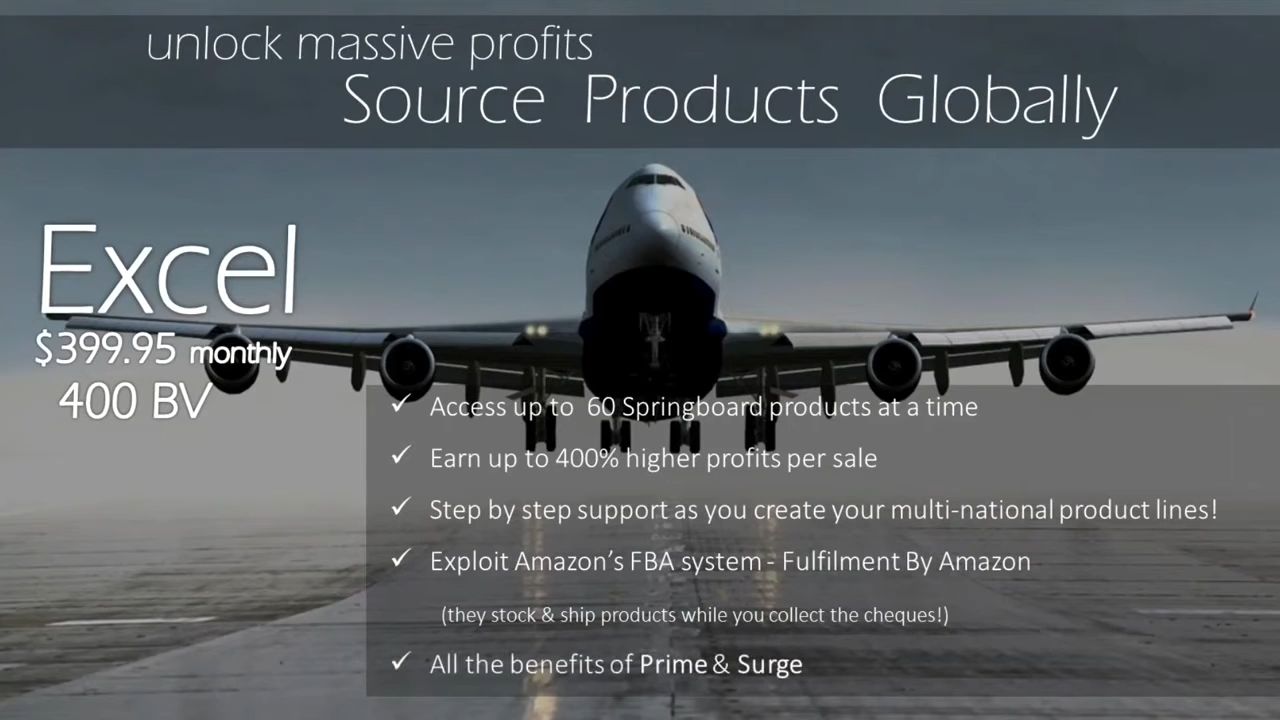 unlock massive profits
Source Products Globally
Excel
$399.95 monthly
400 BV
✓ Access up to 60 Springboard products at a time
✓ Earn up to 400% higher profits per sale
✓ Step by step support as you create your multi-national product lines!
✓ Exploit Amazon’s FBA system - Fulfilment By Amazon
(they stock & ship products while you collect the cheques!)
✓ All the benefits of Prime & Surge